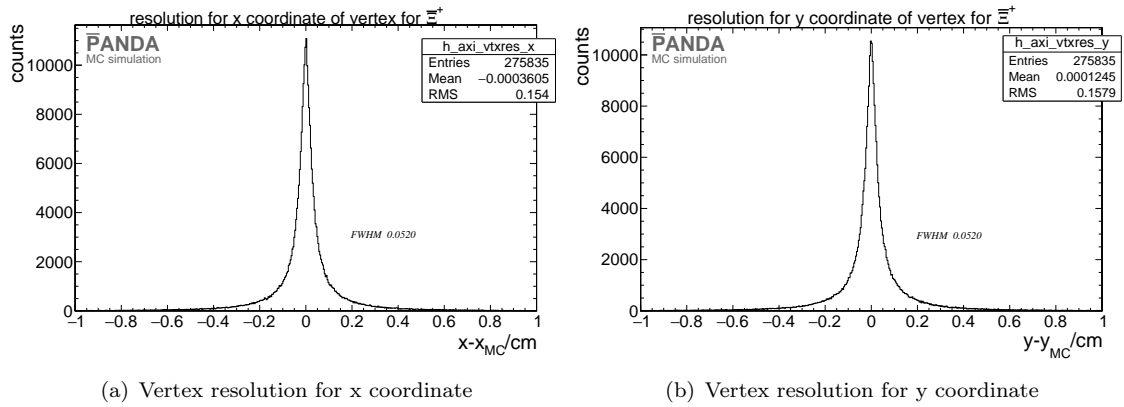 resolution for x coordinate of vertex for Ξ̅⁺
counts
P̅ANDA
MC simulation
h_axi_vtxres_x
Entries 275835
Mean −0.0003605
RMS 0.154
10000
8000
6000
4000
2000
0
FWHM 0.0520
−1 −0.8 −0.6 −0.4 −0.2 0 0.2 0.4 0.6 0.8 1
x-x_MC/cm
(a) Vertex resolution for x coordinate
resolution for y coordinate of vertex for Ξ̅⁺
counts
P̅ANDA
MC simulation
h_axi_vtxres_y
Entries 275835
Mean 0.0001245
RMS 0.1579
10000
8000
6000
4000
2000
0
FWHM 0.0520
−1 −0.8 −0.6 −0.4 −0.2 0 0.2 0.4 0.6 0.8 1
y-y_MC/cm
(b) Vertex resolution for y coordinate